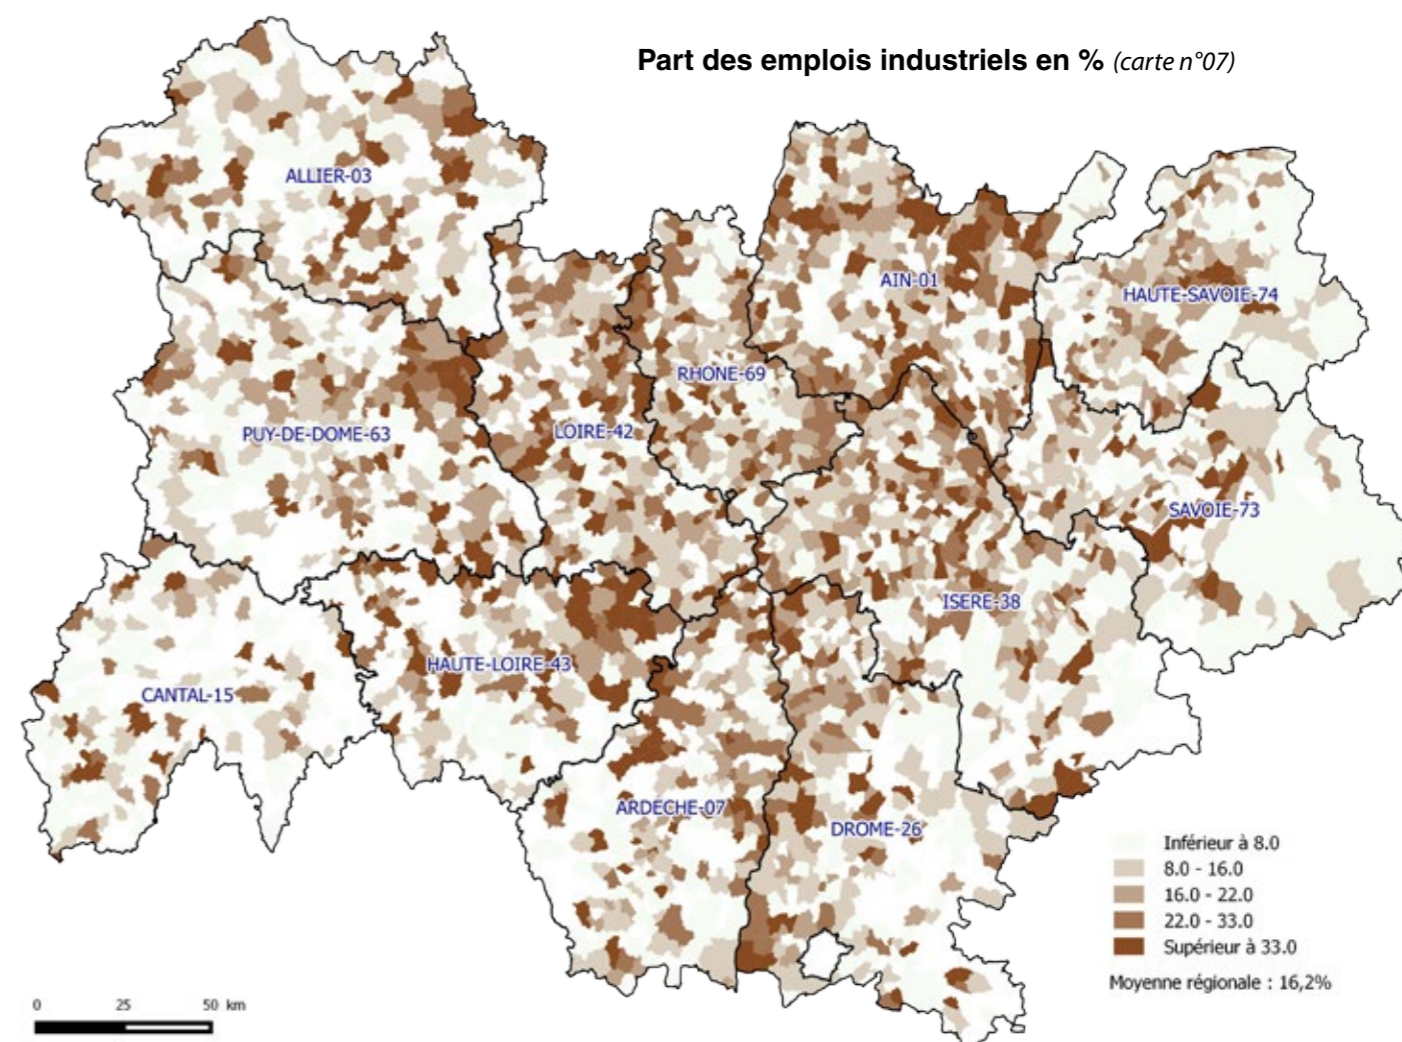 Part des emplois industriels en % (carte n°07)
ALLIER-03
AIN-01
HAUTE-SAVOIE-74
RHONE-69
PUY-DE-DOME-63
LOIRE-42
SAVOIE-73
ISERE-38
HAUTE-LOIRE-43
CANTAL-15
ARDECHE-07
DROME-26
Inférieur à 8.0
8.0 - 16.0
16.0 - 22.0
22.0 - 33.0
Supérieur à 33.0
Moyenne régionale : 16,2%
0 25 50 km